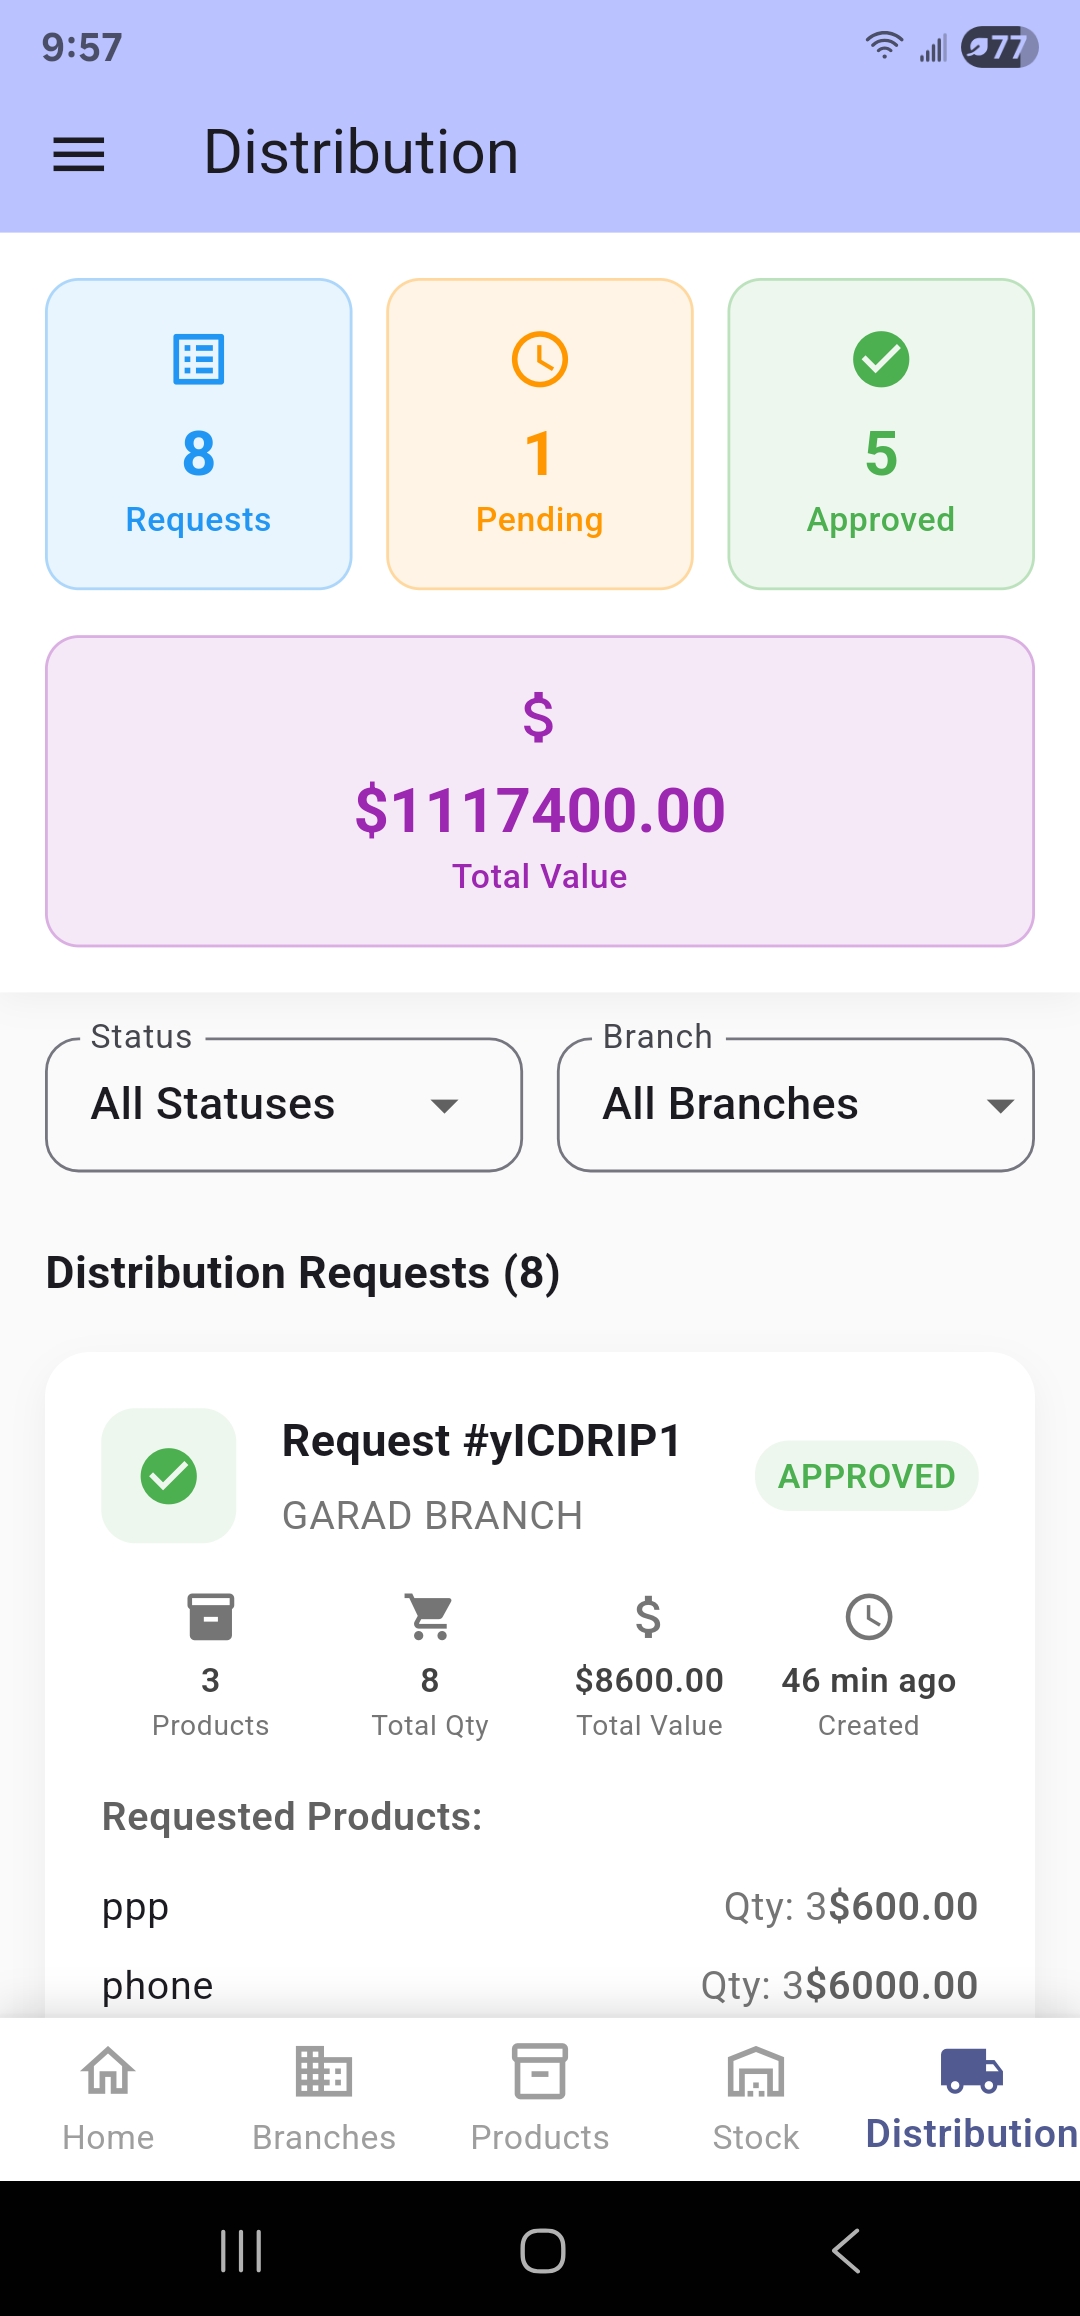 9:57
77
Distribution
8
Requests
1
Pending
5
Approved
$
$1117400.00
Total Value
Status
All Statuses
Branch
All Branches
Distribution Requests (8)
Request #yICDRIP1
GARAD BRANCH
APPROVED
3
Products
8
Total Qty
$
$8600.00
Total Value
46 min ago
Created
Requested Products:
ppp Qty: 3$600.00
phone Qty: 3$6000.00
Home
Branches
Products
Stock
Distribution